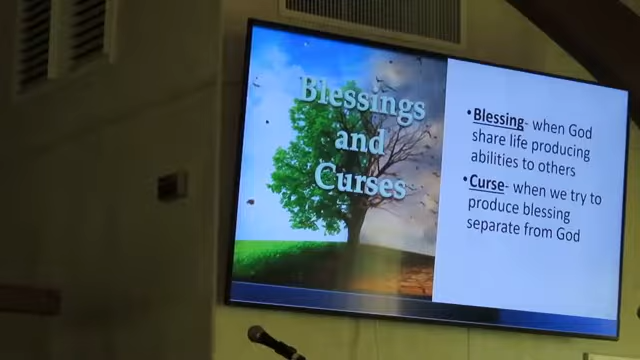 Blessings
and
Curses
•Blessing- when God
share life producing
abilities to others
•Curse- when we try to
produce blessing
separate from God